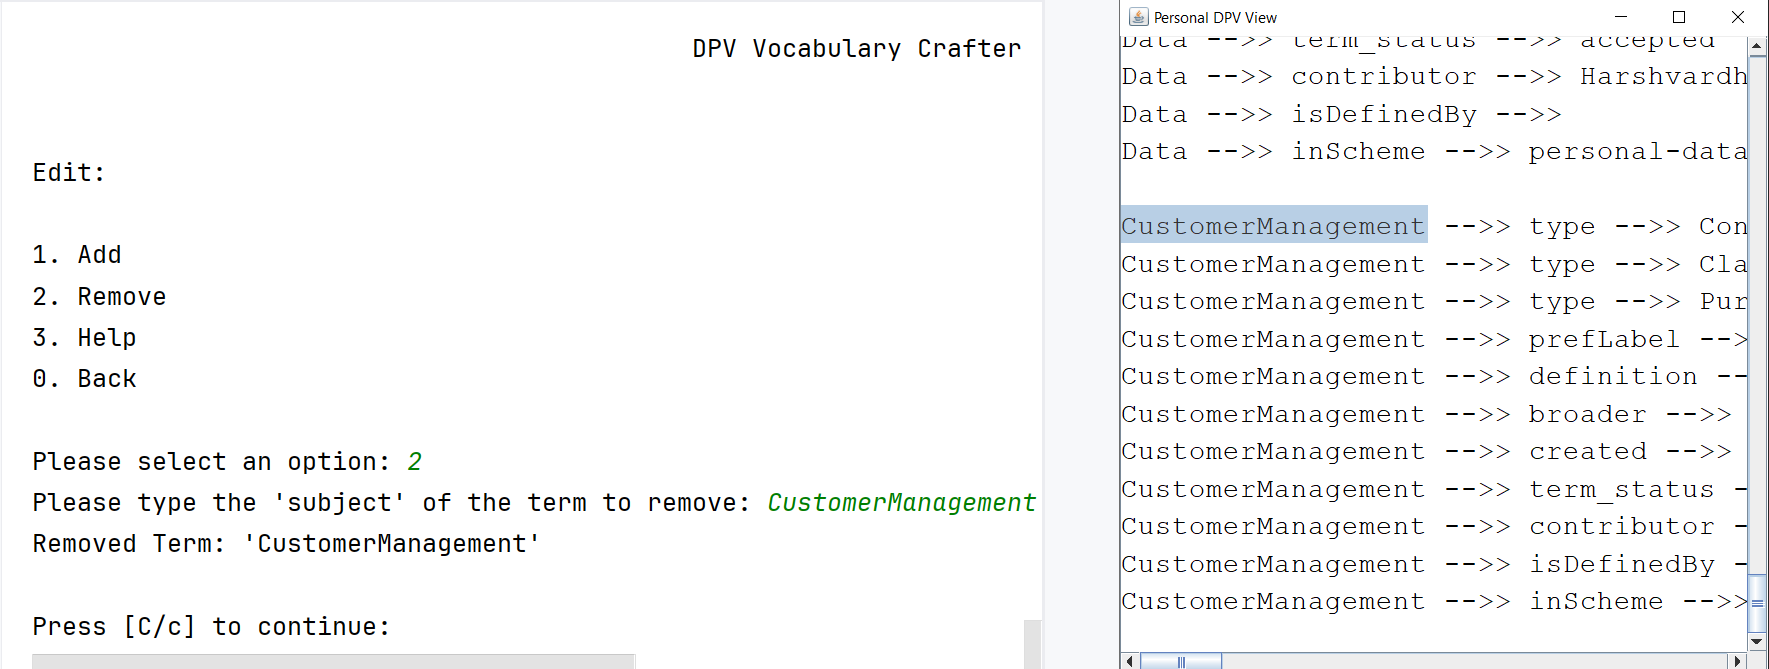 DPV Vocabulary Crafter
Edit:
1. Add
2. Remove
3. Help
0. Back
Please select an option: 2
Please type the 'subject' of the term to remove: CustomerManagement
Removed Term: 'CustomerManagement'
Press [C/c] to continue:
Personal DPV View
Data -->> term_status -->> accepted
Data -->> contributor -->> Harshvardh
Data -->> isDefinedBy -->>
Data -->> inScheme -->> personal-data
CustomerManagement -->> type -->> Con
CustomerManagement -->> type -->> Cla
CustomerManagement -->> type -->> Pur
CustomerManagement -->> prefLabel -->
CustomerManagement -->> definition --
CustomerManagement -->> broader -->>
CustomerManagement -->> created -->>
CustomerManagement -->> term_status -
CustomerManagement -->> contributor -
CustomerManagement -->> isDefinedBy -
CustomerManagement -->> inScheme -->>